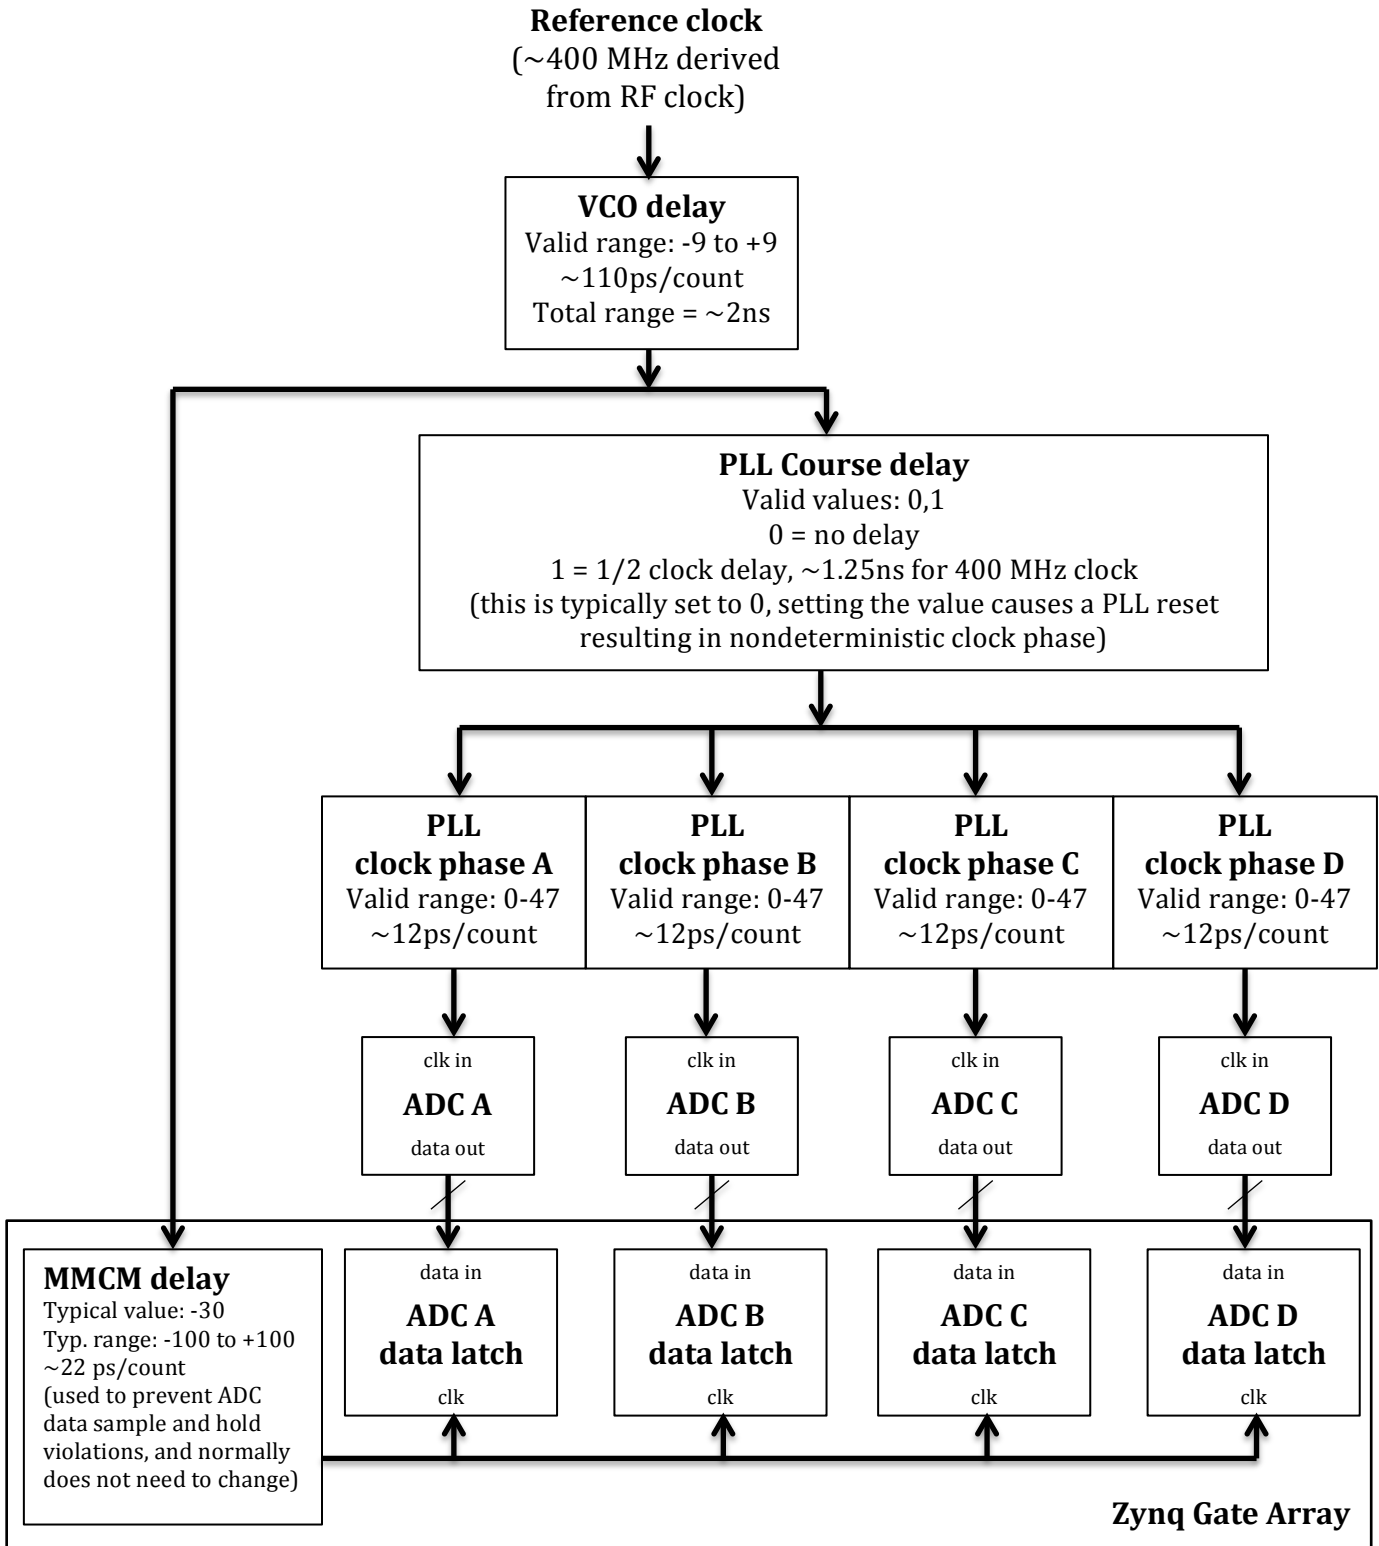 Reference clock
(~400 MHz derived
from RF clock)
VCO delay
Valid range: -9 to +9
~110ps/count
Total range = ~2ns
PLL Course delay
Valid values: 0,1
0 = no delay
1 = 1/2 clock delay, ~1.25ns for 400 MHz clock
(this is typically set to 0, setting the value causes a PLL reset
resulting in nondeterministic clock phase)
PLL
clock phase A
Valid range: 0-47
~12ps/count
PLL
clock phase B
Valid range: 0-47
~12ps/count
PLL
clock phase C
Valid range: 0-47
~12ps/count
PLL
clock phase D
Valid range: 0-47
~12ps/count
clk in
ADC A
data out
clk in
ADC B
data out
clk in
ADC C
data out
clk in
ADC D
data out
MMCM delay
Typical value: -30
Typ. range: -100 to +100
~22 ps/count
(used to prevent ADC
data sample and hold
violations, and normally
does not need to change)
data in
ADC A
data latch
clk
data in
ADC B
data latch
clk
data in
ADC C
data latch
clk
data in
ADC D
data latch
clk
Zynq Gate Array